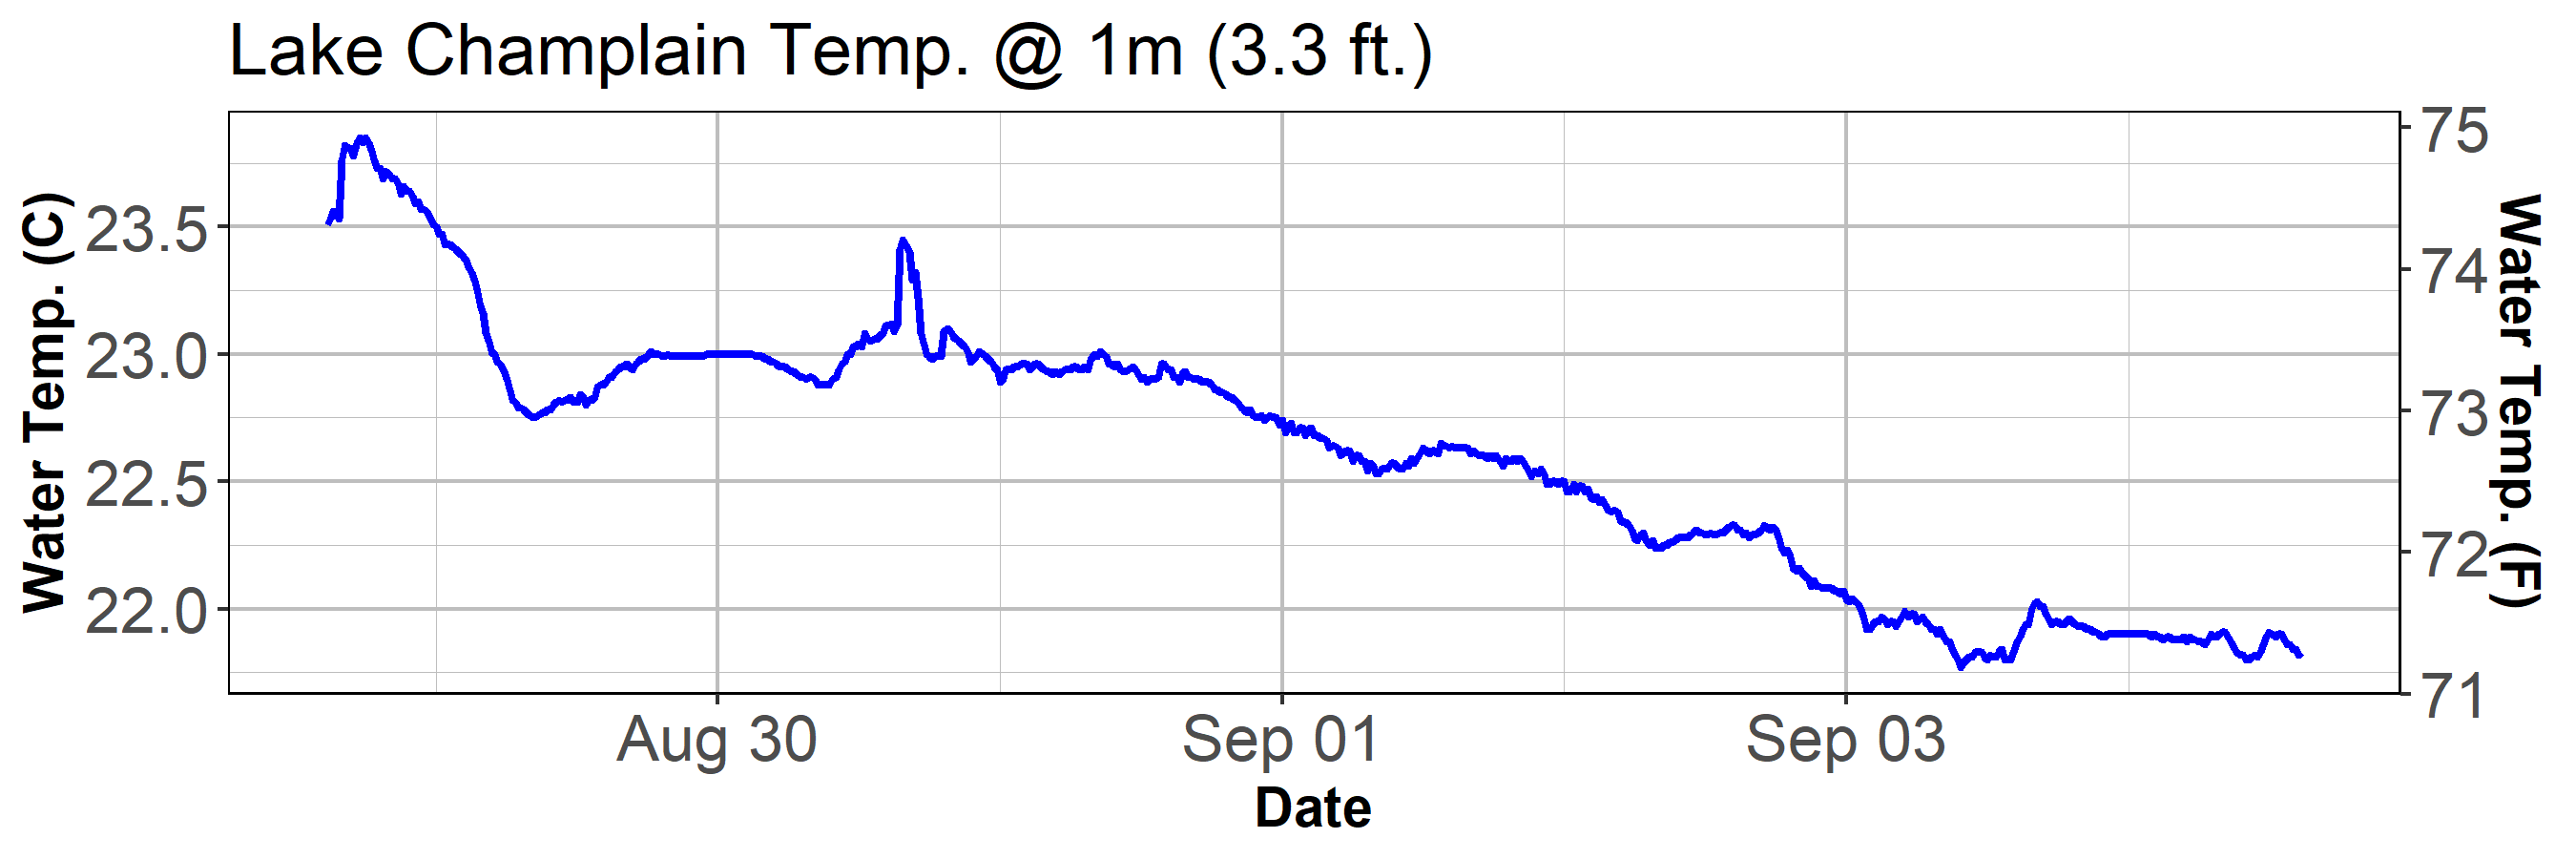 Lake Champlain Temp. @ 1m (3.3 ft.)
Water Temp. (C)
23.5
23.0
22.5
22.0
75
74
73
72
71
Water Temp. (F)
Aug 30
Sep 01
Sep 03
Date